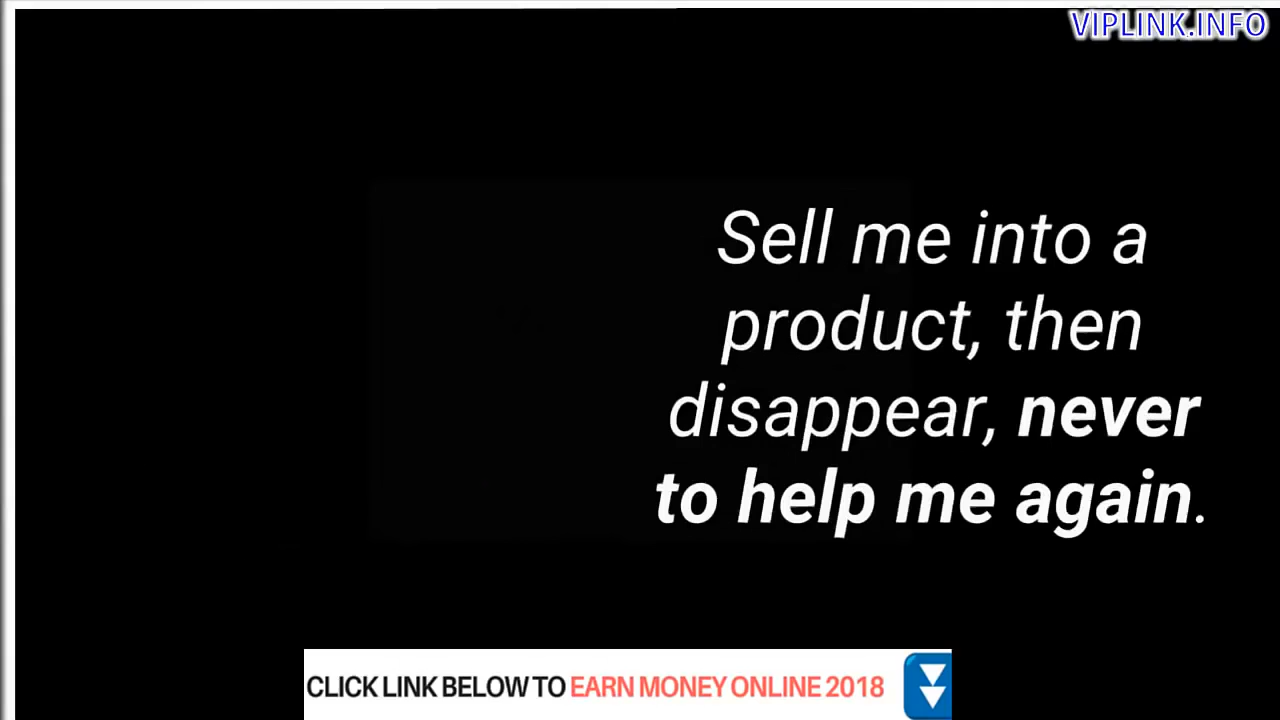 VIPLINK.INFO
Sell me into a
product, then
disappear, never
to help me again.
CLICK LINK BELOW TO EARN MONEY ONLINE 2018